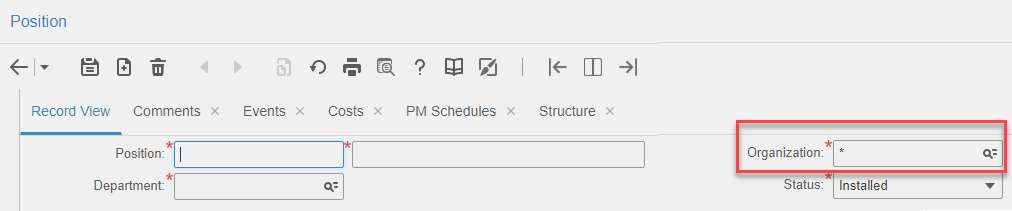 Position
Record View Comments × Events × Costs × PM Schedules × Structure ×
Position:* * Organization:* *
Department:* Status:* Installed